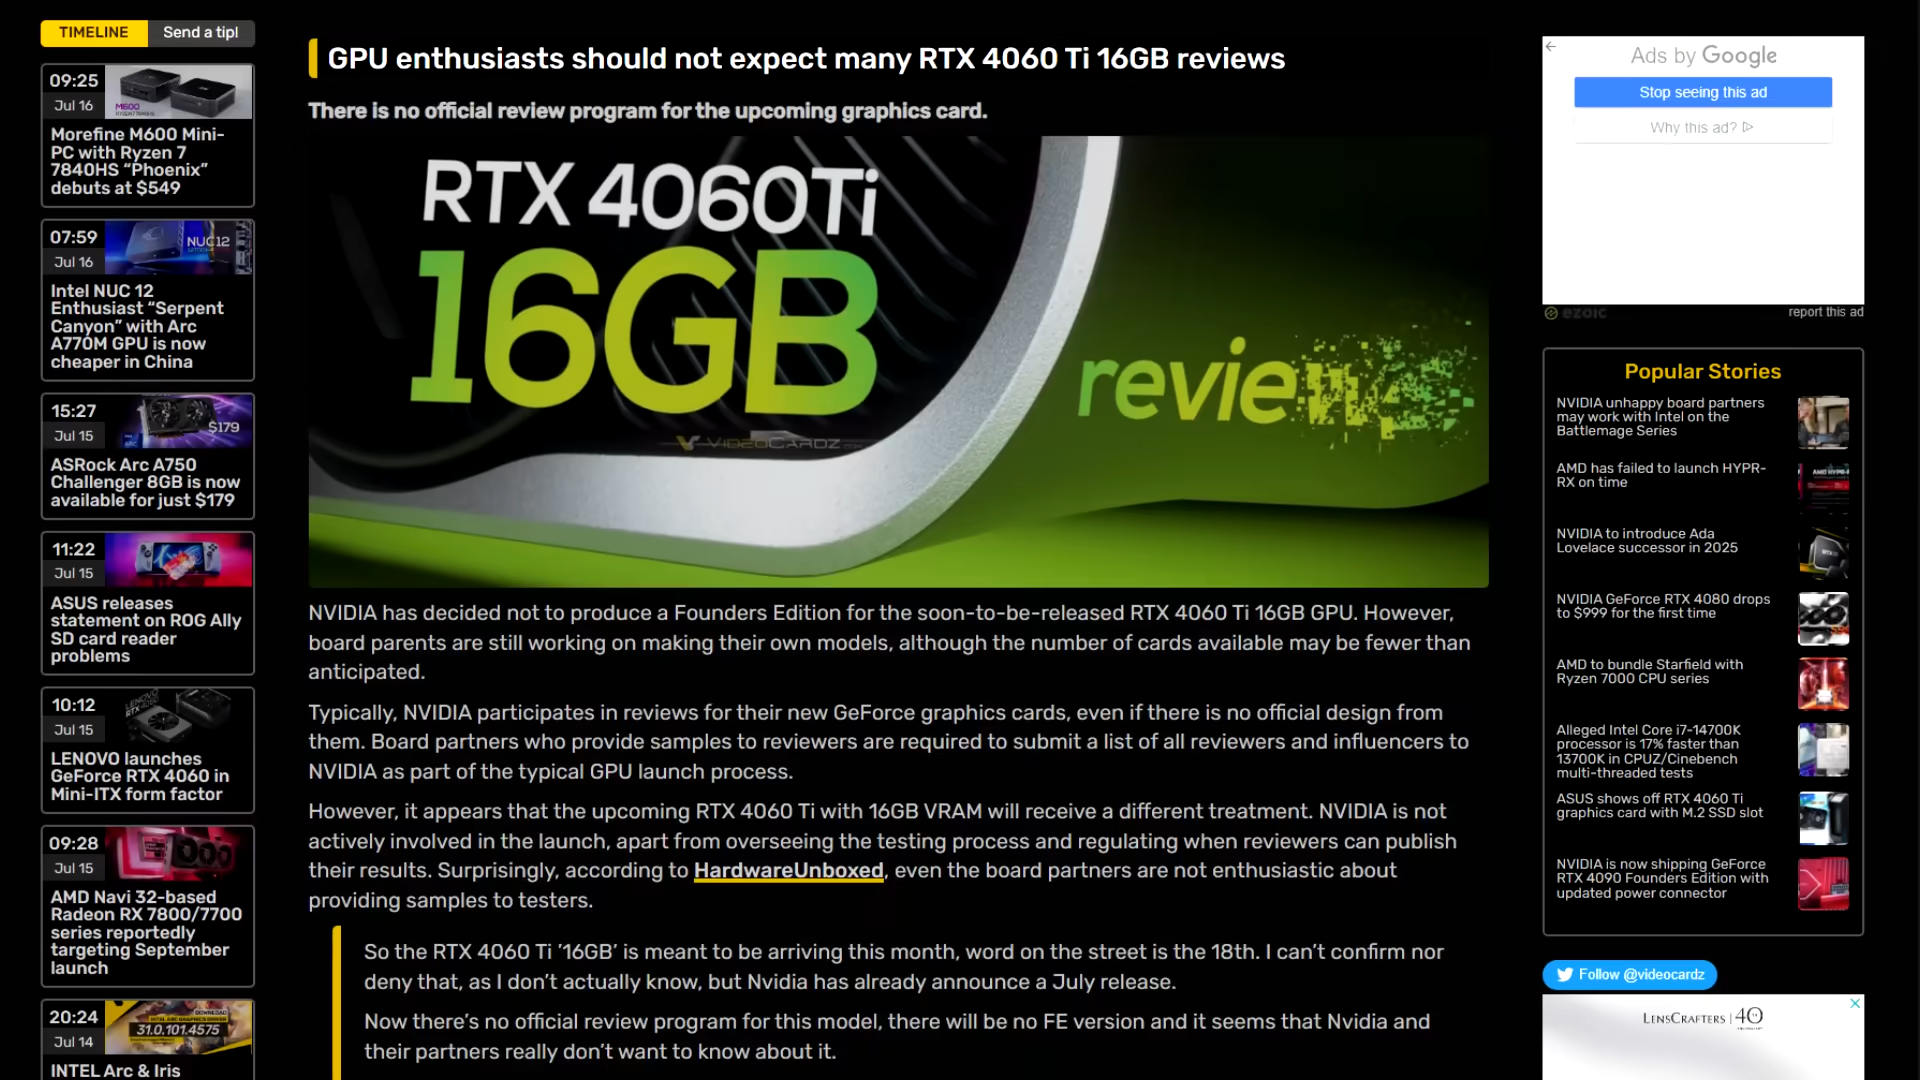 TIMELINE
Send a tip!
09:25
Jul 16
M600
Morefine M600 Mini-
PC with Ryzen 7
7840HS “Phoenix”
debuts at $549
07:59
Jul 16
NUC12
Intel NUC 12
Enthusiast “Serpent
Canyon” with Arc
A770M GPU is now
cheaper in China
15:27
Jul 15
$179
ASRock Arc A750
Challenger 8GB is now
available for just $179
11:22
Jul 15
ASUS releases
statement on ROG Ally
SD card reader
problems
10:12
Jul 15
LENOVO
RTX 4060
LENOVO launches
GeForce RTX 4060 in
Mini-ITX form factor
09:28
Jul 15
AMD Navi 32-based
Radeon RX 7800/7700
series reportedly
targeting September
launch
20:24
Jul 14
DOWNLOAD
INTEL ARC GRAPHICS DRIVER
31.0.101.4575
INTEL Arc & Iris
GPU enthusiasts should not expect many RTX 4060 Ti 16GB reviews
There is no official review program for the upcoming graphics card.
RTX 4060Ti
16GB
reviews
VIDEOCARDZ
NVIDIA has decided not to produce a Founders Edition for the soon-to-be-released RTX 4060 Ti 16GB GPU. However,
board parents are still working on making their own models, although the number of cards available may be fewer than
anticipated.
Typically, NVIDIA participates in reviews for their new GeForce graphics cards, even if there is no official design from
them. Board partners who provide samples to reviewers are required to submit a list of all reviewers and influencers to
NVIDIA as part of the typical GPU launch process.
However, it appears that the upcoming RTX 4060 Ti with 16GB VRAM will receive a different treatment. NVIDIA is not
actively involved in the launch, apart from overseeing the testing process and regulating when reviewers can publish
their results. Surprisingly, according to HardwareUnboxed, even the board partners are not enthusiastic about
providing samples to testers.
So the RTX 4060 Ti ’16GB’ is meant to be arriving this month, word on the street is the 18th. I can’t confirm nor
deny that, as I don’t actually know, but Nvidia has already announce a July release.
Now there’s no official review program for this model, there will be no FE version and it seems that Nvidia and
their partners really don’t want to know about it.
Ads by Google
Stop seeing this ad
Why this ad?
ezoic
report this ad
Popular Stories
NVIDIA unhappy board partners
may work with Intel on the
Battlemage Series
AMD has failed to launch HYPR-
RX on time
NVIDIA to introduce Ada
Lovelace successor in 2025
NVIDIA GeForce RTX 4080 drops
to $999 for the first time
AMD to bundle Starfield with
Ryzen 7000 CPU series
Alleged Intel Core i7-14700K
processor is 17% faster than
13700K in CPUZ/Cinebench
multi-threaded tests
ASUS shows off RTX 4060 Ti
graphics card with M.2 SSD slot
NVIDIA is now shipping GeForce
RTX 4090 Founders Edition with
updated power connector
Follow @videocardz
LENSCRAFTERS | 40